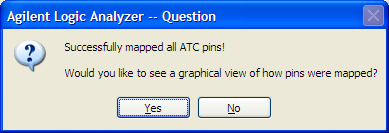 Agilent Logic Analyzer -- Question
Successfully mapped all ATC pins!
Would you like to see a graphical view of how pins were mapped?
Yes No